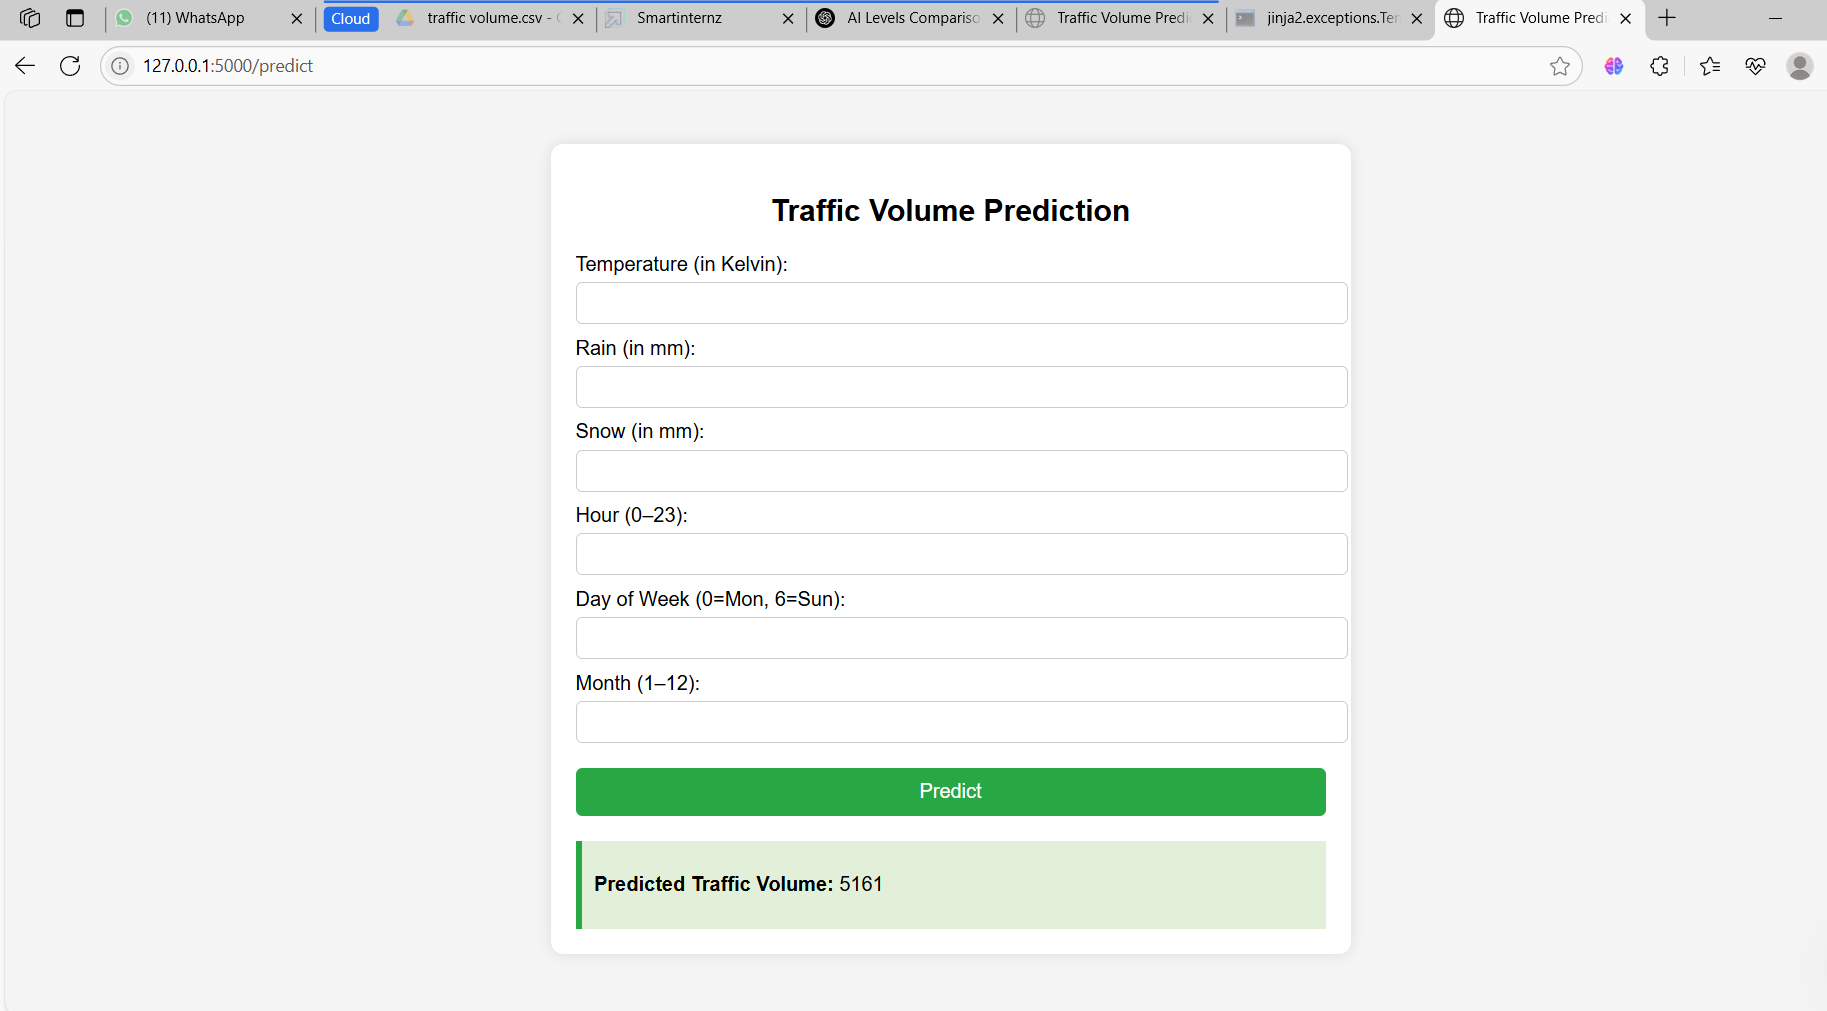 (11) WhatsApp
Cloud
traffic volume.csv -
Smartinternz
AI Levels Compariso
Traffic Volume Predi
jinja2.exceptions.Ter
Traffic Volume Predi
127.0.0.1:5000/predict
Traffic Volume Prediction
Temperature (in Kelvin):
Rain (in mm):
Snow (in mm):
Hour (0–23):
Day of Week (0=Mon, 6=Sun):
Month (1–12):
Predict
Predicted Traffic Volume: 5161